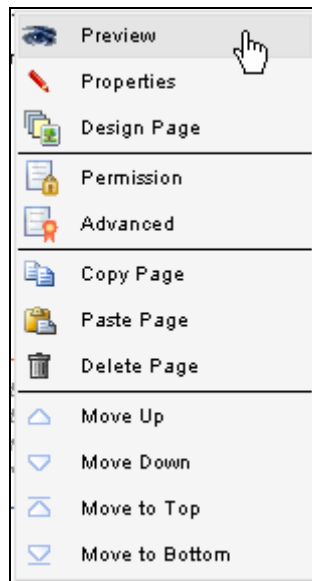 Preview
Properties
Design Page
Permission
Advanced
Copy Page
Paste Page
Delete Page
Move Up
Move Down
Move to Top
Move to Bottom